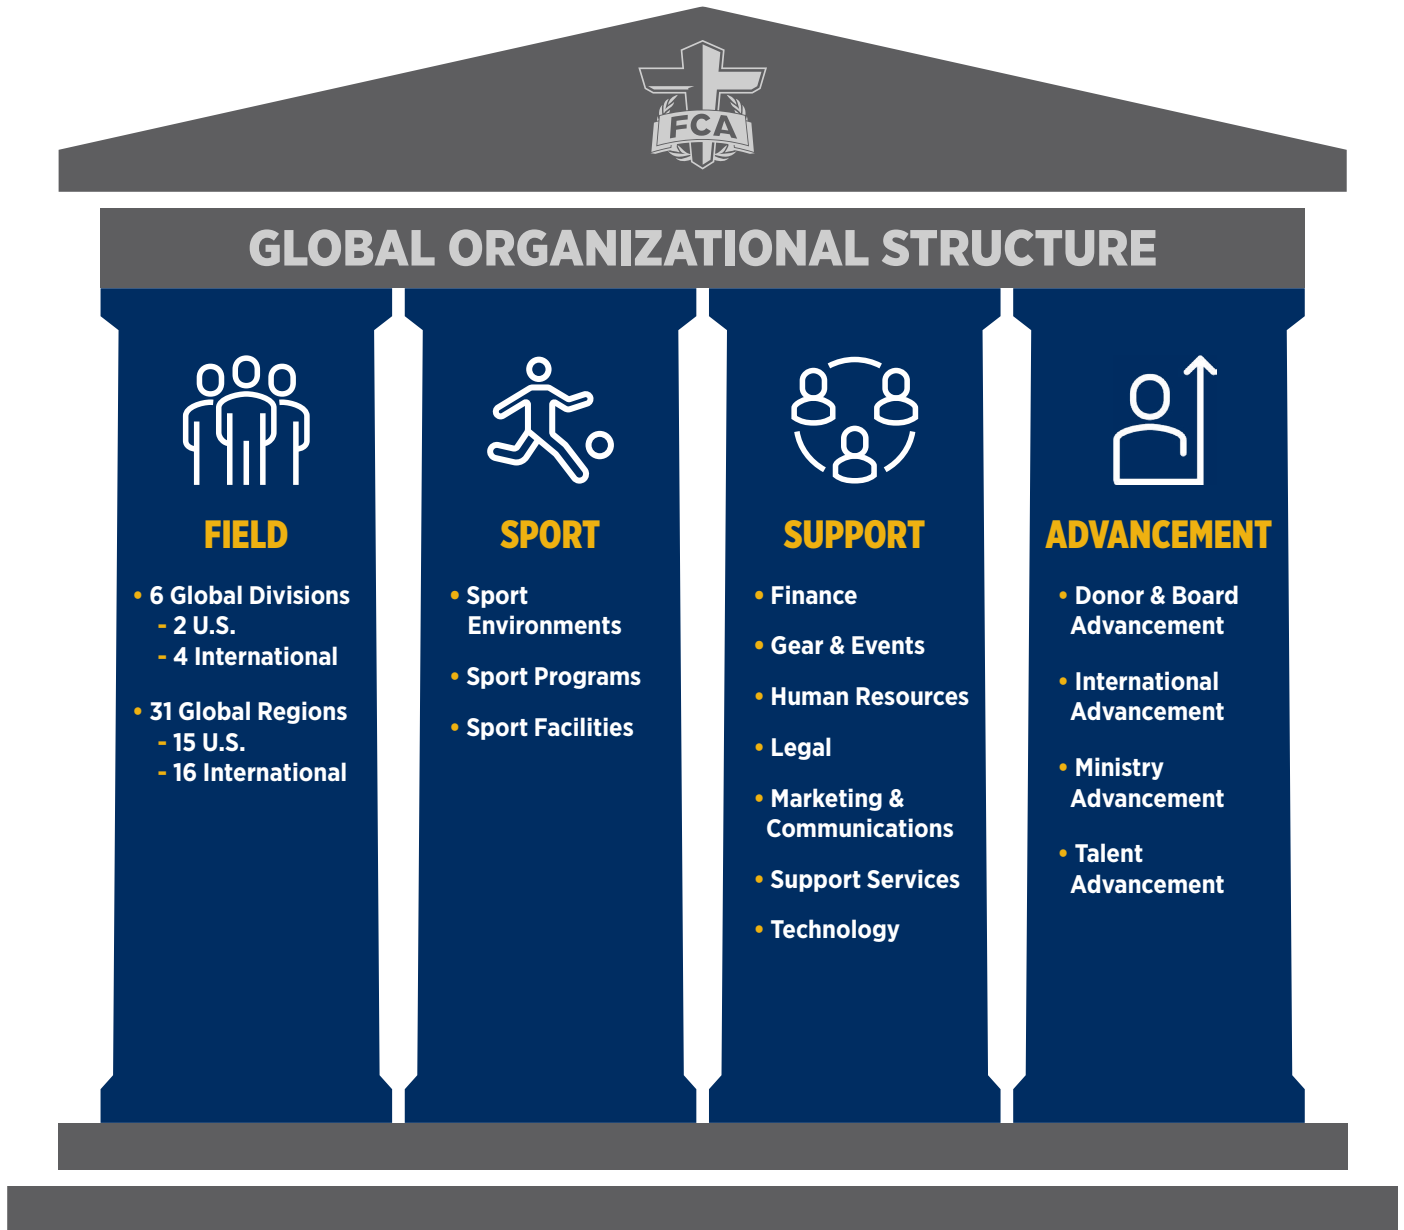 FCA
GLOBAL ORGANIZATIONAL STRUCTURE
FIELD
• 6 Global Divisions
- 2 U.S.
- 4 International
• 31 Global Regions
- 15 U.S.
- 16 International
SPORT
• Sport
Environments
• Sport Programs
• Sport Facilities
SUPPORT
• Finance
• Gear & Events
• Human Resources
• Legal
• Marketing &
Communications
• Support Services
• Technology
ADVANCEMENT
• Donor & Board
Advancement
• International
Advancement
• Ministry
Advancement
• Talent
Advancement